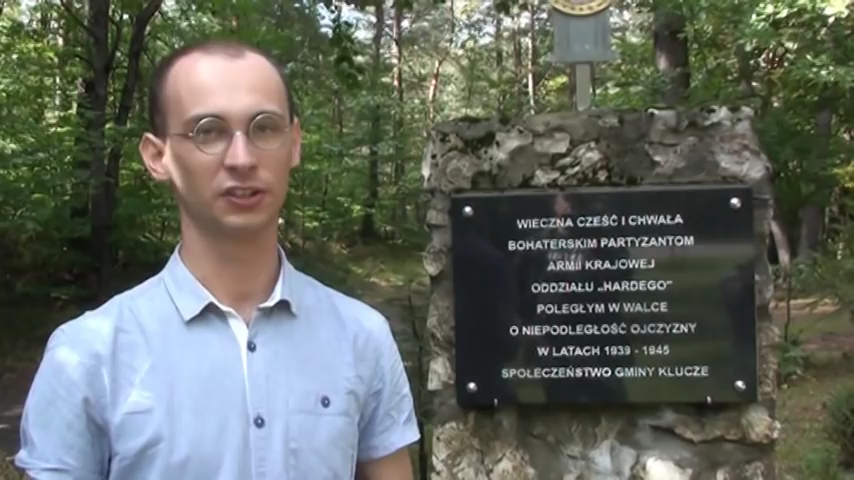 WIECZNA CZEŚĆ I CHWAŁA
BOHATERSKIM PARTYZANTOM
ARMII KRAJOWEJ
ODDZIAŁU „HARDEGO"
POLEGŁYM W WALCE
O NIEPODLEGŁOŚĆ OJCZYZNY
W LATACH 1939 - 1945
SPOŁECZEŃSTWO GMINY KLUCZE